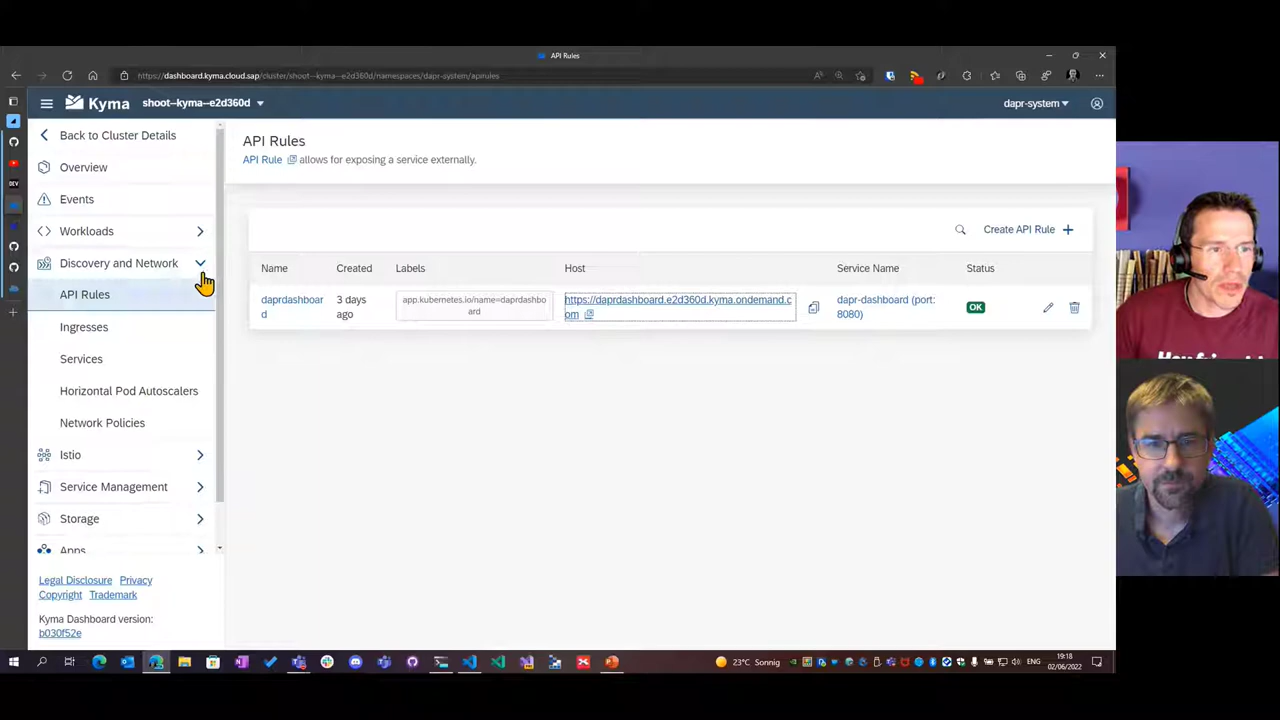 API Rules
https://dashboard.kyma.cloud.sap/cluster/shoot--kyma--e2d360d/namespaces/dapr-system/apirules
Kyma
shoot--kyma--e2d360d
dapr-system
Back to Cluster Details
Overview
Events
Workloads
Discovery and Network
API Rules
Ingresses
Services
Horizontal Pod Autoscalers
Network Policies
Istio
Service Management
Storage
Apps
Legal Disclosure Privacy
Copyright Trademark
Kyma Dashboard version:
b030f52e
API Rules
API Rule allows for exposing a service externally.
Create API Rule
Name Created Labels Host Service Name Status
daprdashboar
d
3 days
ago
app.kubernetes.io/name=daprdashbo
ard
https://daprdashboard.e2d360d.kyma.ondemand.c
om
dapr-dashboard (port:
8080)
OK
DEV
23°C Sonnig
ENG
19:18
02/06/2022